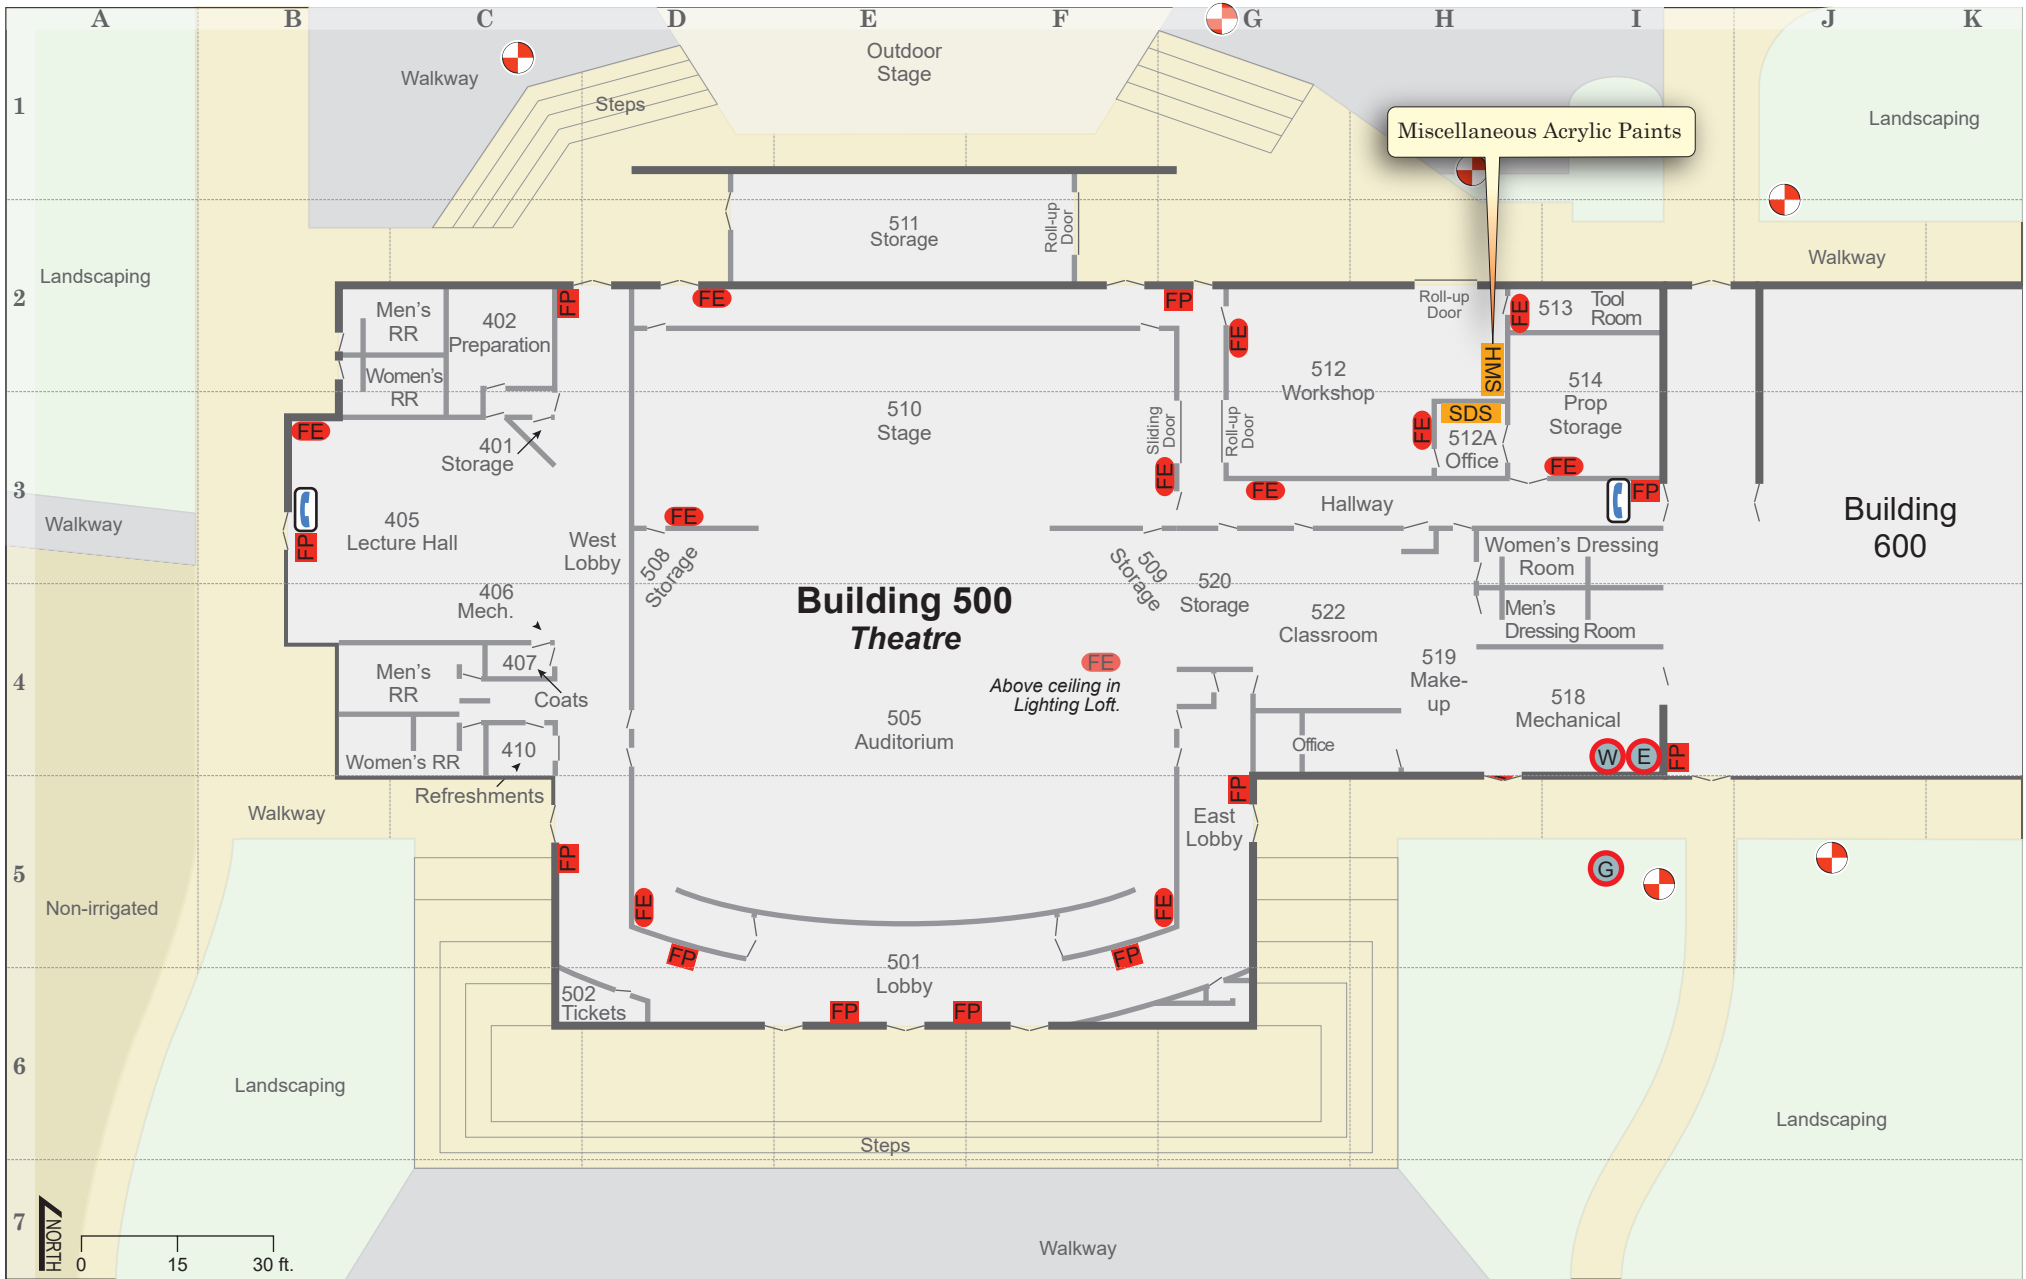 A B C D E F G H I J K
1
2
3
4
5
6
7
Outdoor
Stage
Walkway
Steps
Landscaping
Miscellaneous Acrylic Paints
511
Storage
Roll-up
Door
Landscaping
Walkway
Men's
RR
402
Preparation
FP
FE
FP
FE
Roll-up
Door
FE
513
Tool
Room
HMS
Women's
RR
512
Workshop
514
Prop
Storage
510
Stage
Sliding
Door
Roll-up
Door
FE
SDS
512A
Office
FE
FE
401
Storage
FE
FE
Hallway
FP
Walkway
405
Lecture Hall
FP
West
Lobby
FE
508
Storage
509
Storage
520
Storage
Women's Dressing
Room
Building
600
406
Mech.
Building 500
Theatre
522
Classroom
Men's
Dressing Room
Men's
RR
407
Coats
FE
Above ceiling in
Lighting Loft.
519
Make-
up
518
Mechanical
505
Auditorium
Women's RR
410
Refreshments
Office
W
E
FP
Walkway
FP
East
Lobby
FP
G
Non-irrigated
FE
FE
FP
FP
501
Lobby
502
Tickets
FP
FP
Landscaping
Steps
Landscaping
NORTH
0 15 30 ft.
Walkway